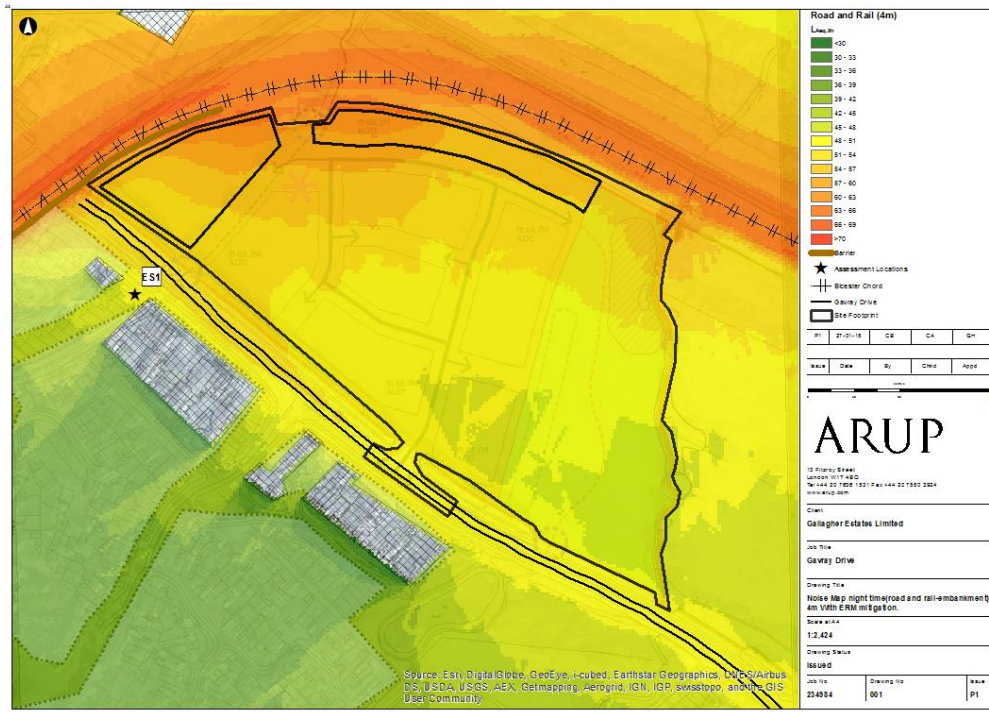 ES1
Source: Esri, DigitalGlobe, GeoEye, i-cubed, Earthstar Geographics, CNES/Airbus
DS, USDA, USGS, AEX, Getmapping, Aerogrid, IGN, IGP, swisstopo, and the GIS
User Community
Road and Rail (4m)
<30
30 - 33
33 - 36
36 - 39
39 - 42
42 - 45
45 - 48
48 - 51
51 - 54
54 - 57
57 - 60
60 - 63
63 - 66
66 - 69
>70
Barrier
Assessment Locations
Bicester Chord
Gavray Drive
Site Footprint
P1 CB CA GH
Issue Date By Chkd Appd
ARUP
13 Fitzroy Street
London W1T 4BQ
www.arup.com
Client
Gallagher Estates Limited
Job Title
Gavray Drive
Drawing Title
Noise Map night time(road and rail-embankment)
4m With ERM mitigation.
Scale at A4
1:2,424
Drawing Status
Issued
Job No Drawing No Issue
234984 001 P1